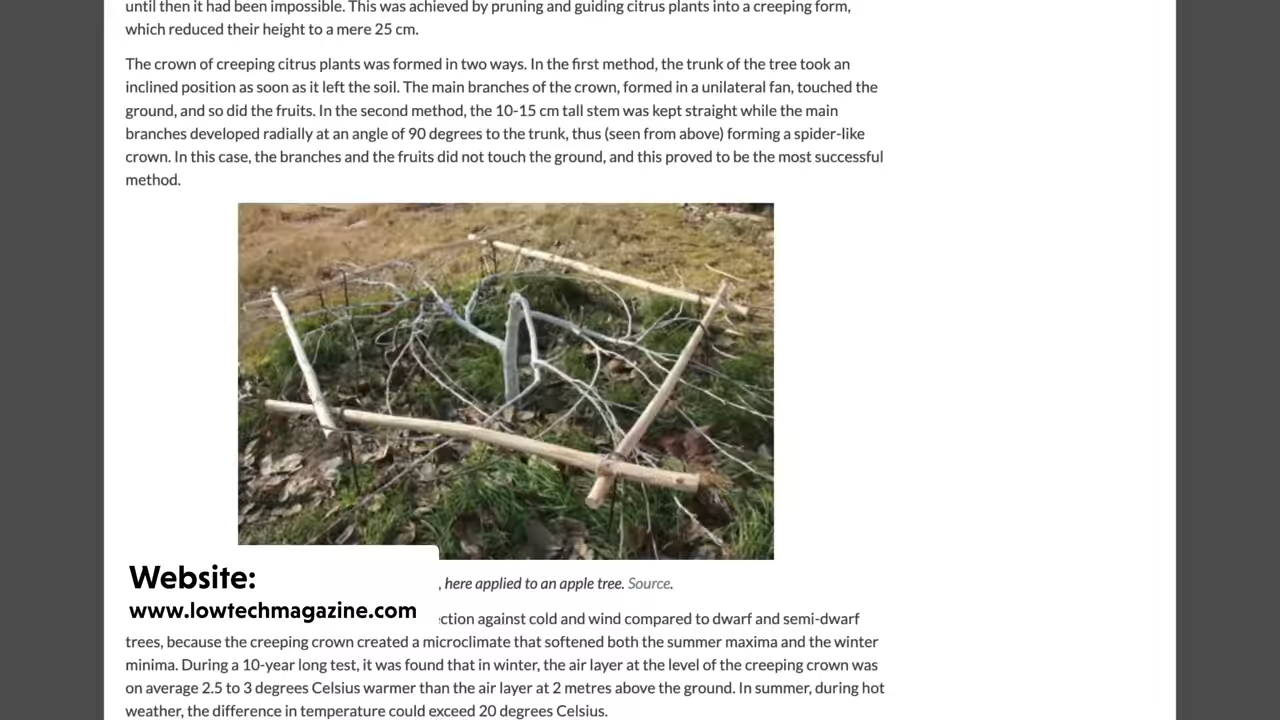 until then it had been impossible. This was achieved by pruning and guiding citrus plants into a creeping form,
which reduced their height to a mere 25 cm.
The crown of creeping citrus plants was formed in two ways. In the first method, the trunk of the tree took an
inclined position as soon as it left the soil. The main branches of the crown, formed in a unilateral fan, touched the
ground, and so did the fruits. In the second method, the 10-15 cm tall stem was kept straight while the main
branches developed radially at an angle of 90 degrees to the trunk, thus (seen from above) forming a spider-like
crown. In this case, the branches and the fruits did not touch the ground, and this proved to be the most successful
method.
Website:
www.lowtechmagazine.com
, here applied to an apple tree. Source.
ection against cold and wind compared to dwarf and semi-dwarf
trees, because the creeping crown created a microclimate that softened both the summer maxima and the winter
minima. During a 10-year long test, it was found that in winter, the air layer at the level of the creeping crown was
on average 2.5 to 3 degrees Celsius warmer than the air layer at 2 metres above the ground. In summer, during hot
weather, the difference in temperature could exceed 20 degrees Celsius.